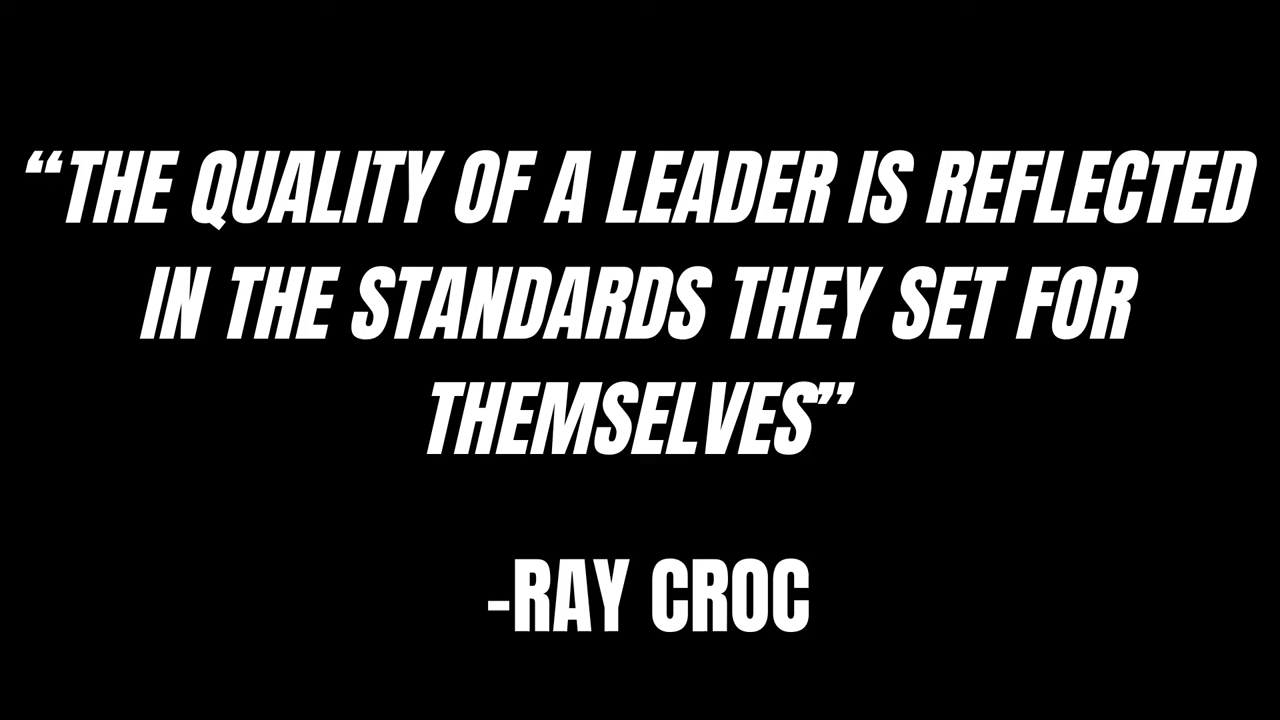 “THE QUALITY OF A LEADER IS REFLECTED
IN THE STANDARDS THEY SET FOR
THEMSELVES”
-RAY CROC